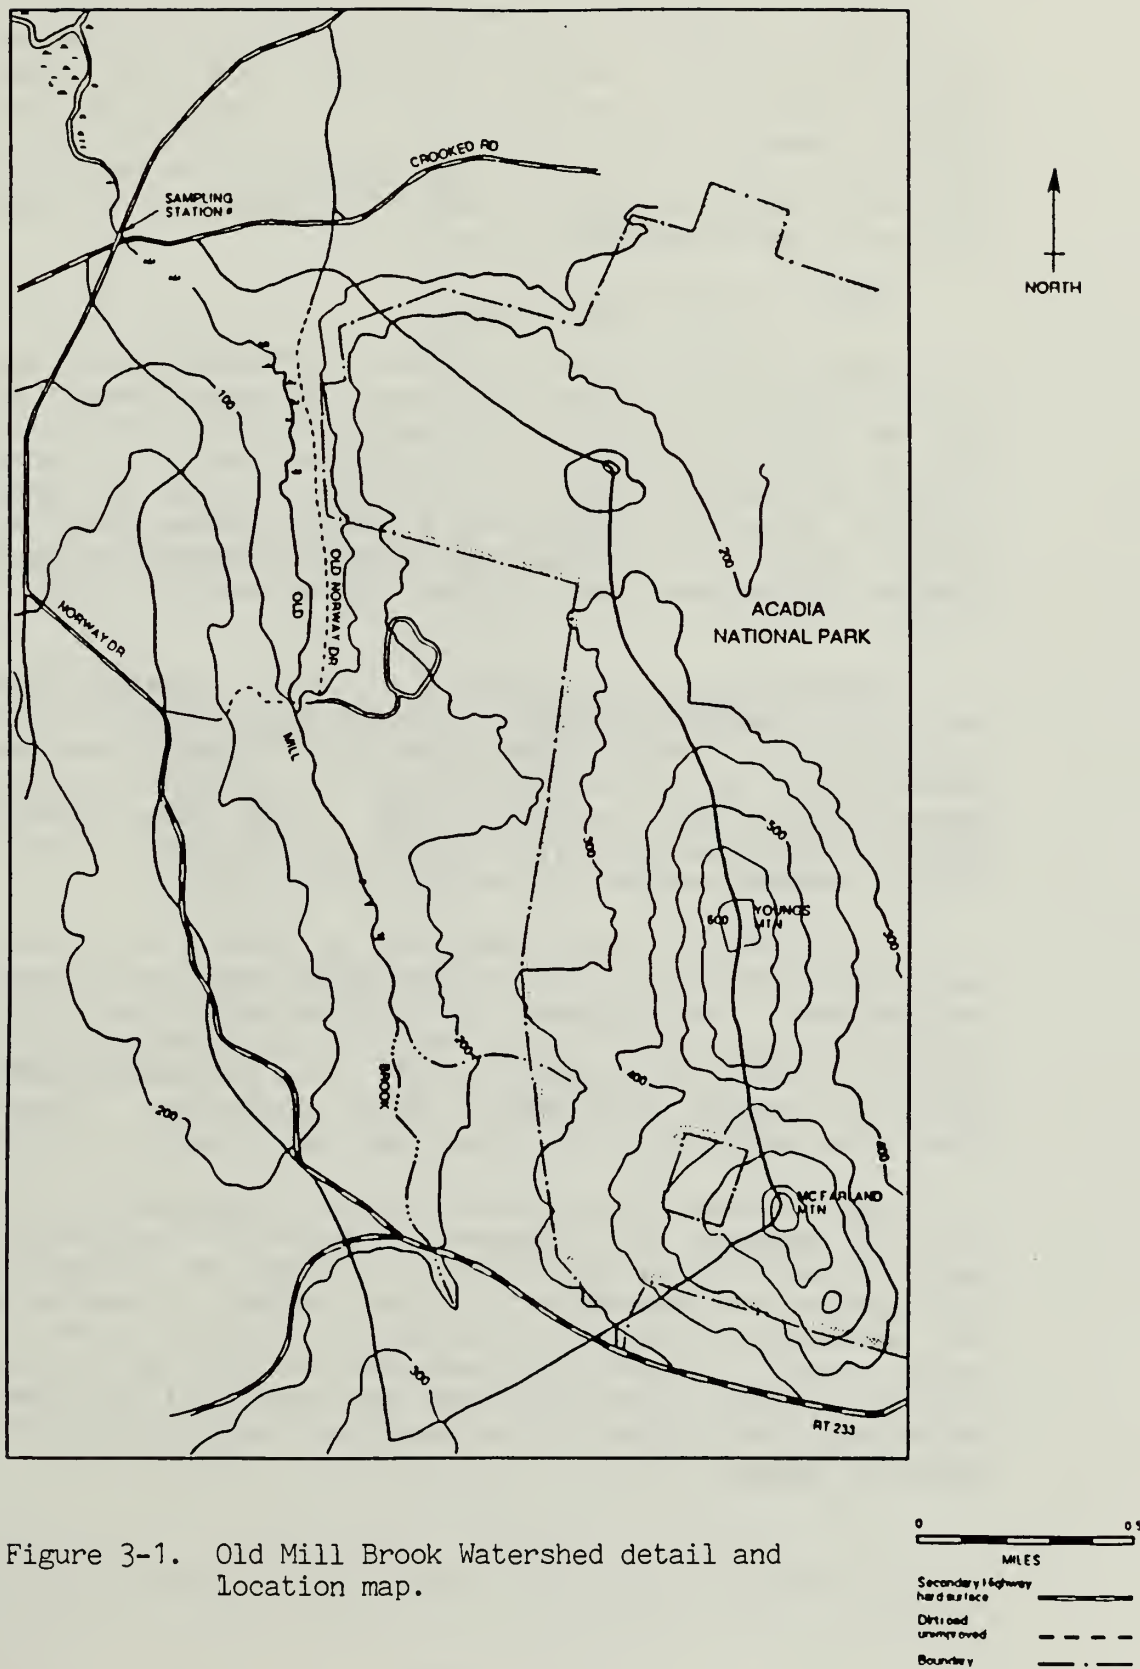 CROOKED RD
SAMPLING
STATION
NORTH
100
200
ACADIA
NATIONAL PARK
OLD NORWAY DR
OLD
NORWAY DR
MILL
300
500
YOUNGS
MTN
600
300
200
BROOK
400
200
400
MCFARLAND
MTN
300
RT 233
Figure 3-1. Old Mill Brook Watershed detail and
location map.
0
MILES
Secondary Highway
hard surface
Dirt road
unimproved
Boundary